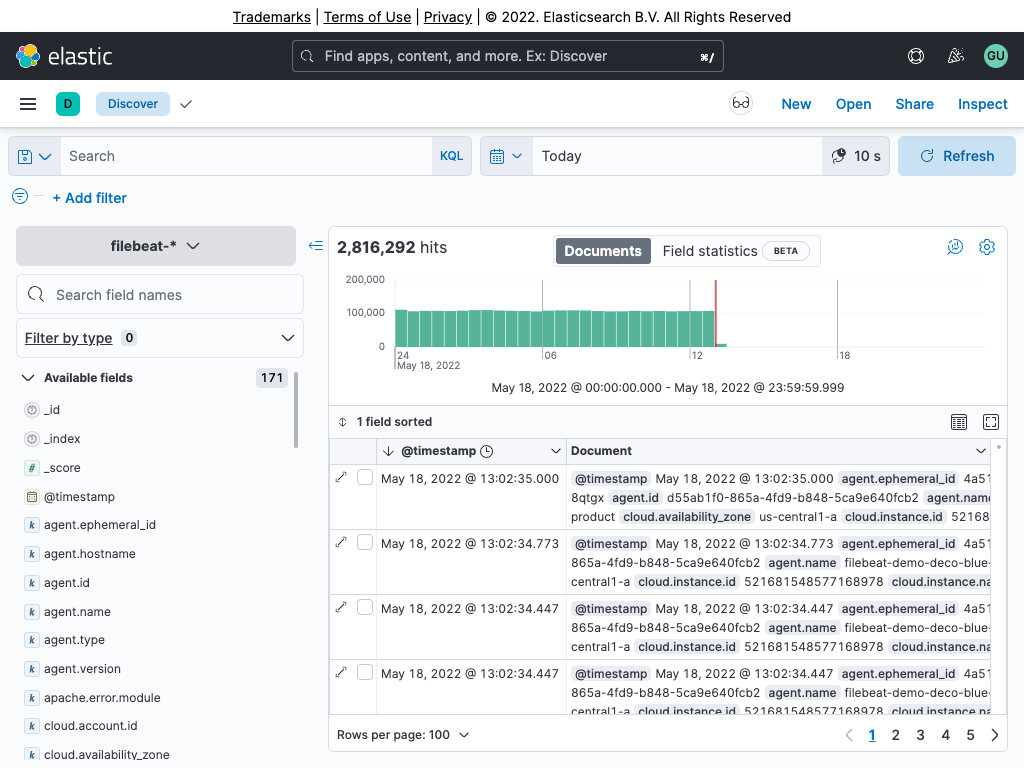 Trademarks | Terms of Use | Privacy | © 2022. Elasticsearch B.V. All Rights Reserved
elastic
Find apps, content, and more. Ex: Discover ⌘/
GU
D Discover New Open Share Inspect
Search KQL Today 10 s Refresh
+ Add filter
filebeat-*
Search field names
Filter by type 0
Available fields 171
_id
_index
# _score
@timestamp
k agent.ephemeral_id
k agent.hostname
k agent.id
k agent.name
k agent.type
k agent.version
k apache.error.module
k cloud.account.id
k cloud.availability_zone
2,816,292 hits
Documents Field statistics BETA
200,000
100,000
0
24 06 12 18
May 18, 2022
May 18, 2022 @ 00:00:00.000 - May 18, 2022 @ 23:59:59.999
1 field sorted
@timestamp Document
May 18, 2022 @ 13:02:35.000 @timestamp May 18, 2022 @ 13:02:35.000 agent.ephemeral_id 4a51
8qtgx agent.id d55ab1f0-865a-4fd9-b848-5ca9e640fcb2 agent.name
product cloud.availability_zone us-central1-a cloud.instance.id 52168
May 18, 2022 @ 13:02:34.773 @timestamp May 18, 2022 @ 13:02:34.773 agent.ephemeral_id 4a51
865a-4fd9-b848-5ca9e640fcb2 agent.name filebeat-demo-deco-blue-
central1-a cloud.instance.id 521681548577168978 cloud.instance.na
May 18, 2022 @ 13:02:34.447 @timestamp May 18, 2022 @ 13:02:34.447 agent.ephemeral_id 4a51
865a-4fd9-b848-5ca9e640fcb2 agent.name filebeat-demo-deco-blue-
central1-a cloud.instance.id 521681548577168978 cloud.instance.na
May 18, 2022 @ 13:02:34.447 @timestamp May 18, 2022 @ 13:02:34.447 agent.ephemeral_id 4a51
865a-4fd9-b848-5ca9e640fcb2 agent.name filebeat-demo-deco-blue-
central1-a cloud.instance.id 521681548577168978 cloud.instance.na
Rows per page: 100 1 2 3 4 5